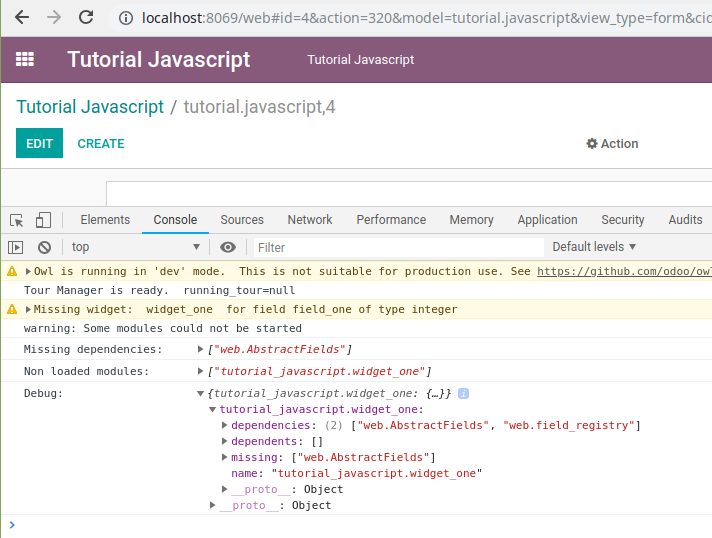 localhost:8069/web#id=4&action=320&model=tutorial.javascript&view_type=form&cid
Tutorial Javascript Tutorial Javascript
Tutorial Javascript / tutorial.javascript,4
EDIT CREATE Action
Elements Console Sources Network Performance Memory Application Security Audits
top Filter Default levels
Owl is running in 'dev' mode. This is not suitable for production use. See https://github.com/odoo/owl
Tour Manager is ready. running_tour=null
Missing widget: widget_one for field field_one of type integer
warning: Some modules could not be started
Missing dependencies: ["web.AbstractFields"]
Non loaded modules: ["tutorial_javascript.widget_one"]
Debug: {tutorial_javascript.widget_one: {…}} i
tutorial_javascript.widget_one:
dependencies: (2) ["web.AbstractFields", "web.field_registry"]
dependents: []
missing: ["web.AbstractFields"]
name: "tutorial_javascript.widget_one"
__proto__: Object
__proto__: Object